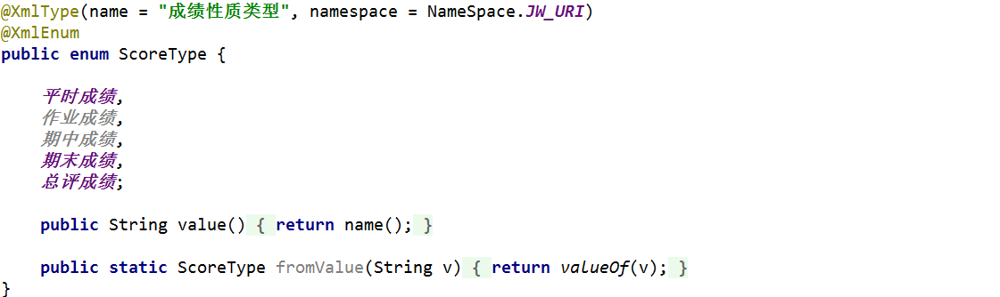 @XmlType(name = "成绩性质类型", namespace = NameSpace.JW_URI)
@XmlEnum
public enum ScoreType {
平时成绩,
作业成绩,
期中成绩,
期末成绩,
总评成绩;
public String value() { return name(); }
public static ScoreType fromValue(String v) { return valueOf(v); }
}